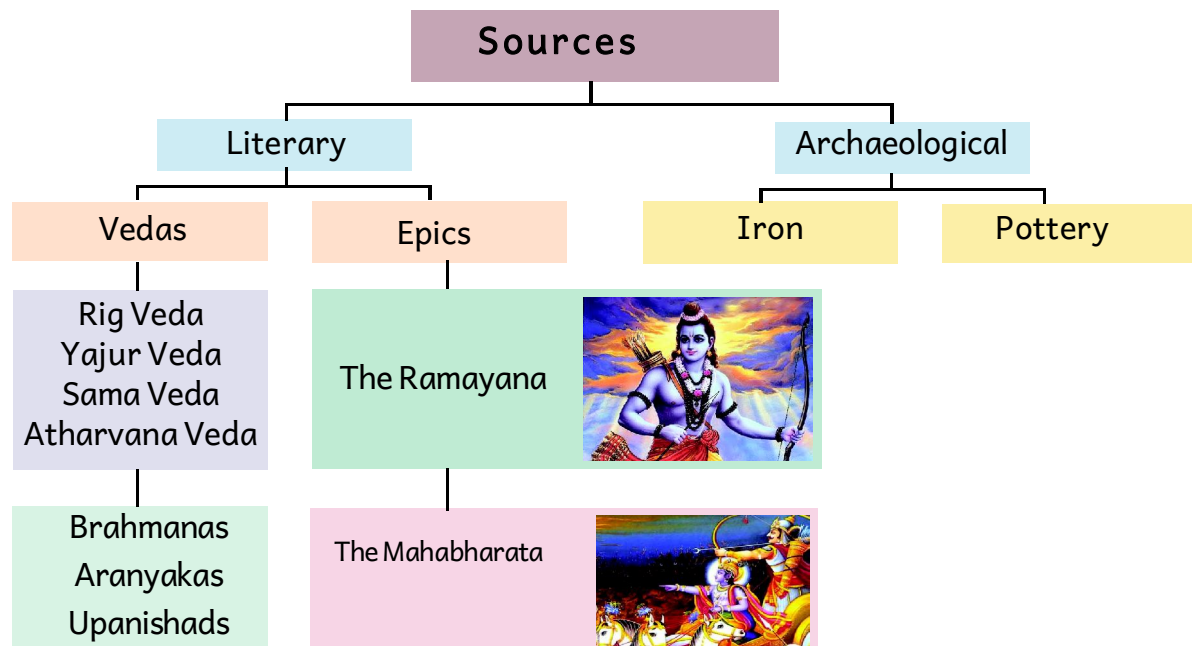 Sources
Literary
Archaeological
Vedas
Epics
Iron
Pottery
Rig Veda
Yajur Veda
Sama Veda
Atharvana Veda
The Ramayana
Brahmanas
Aranyakas
Upanishads
The Mahabharata